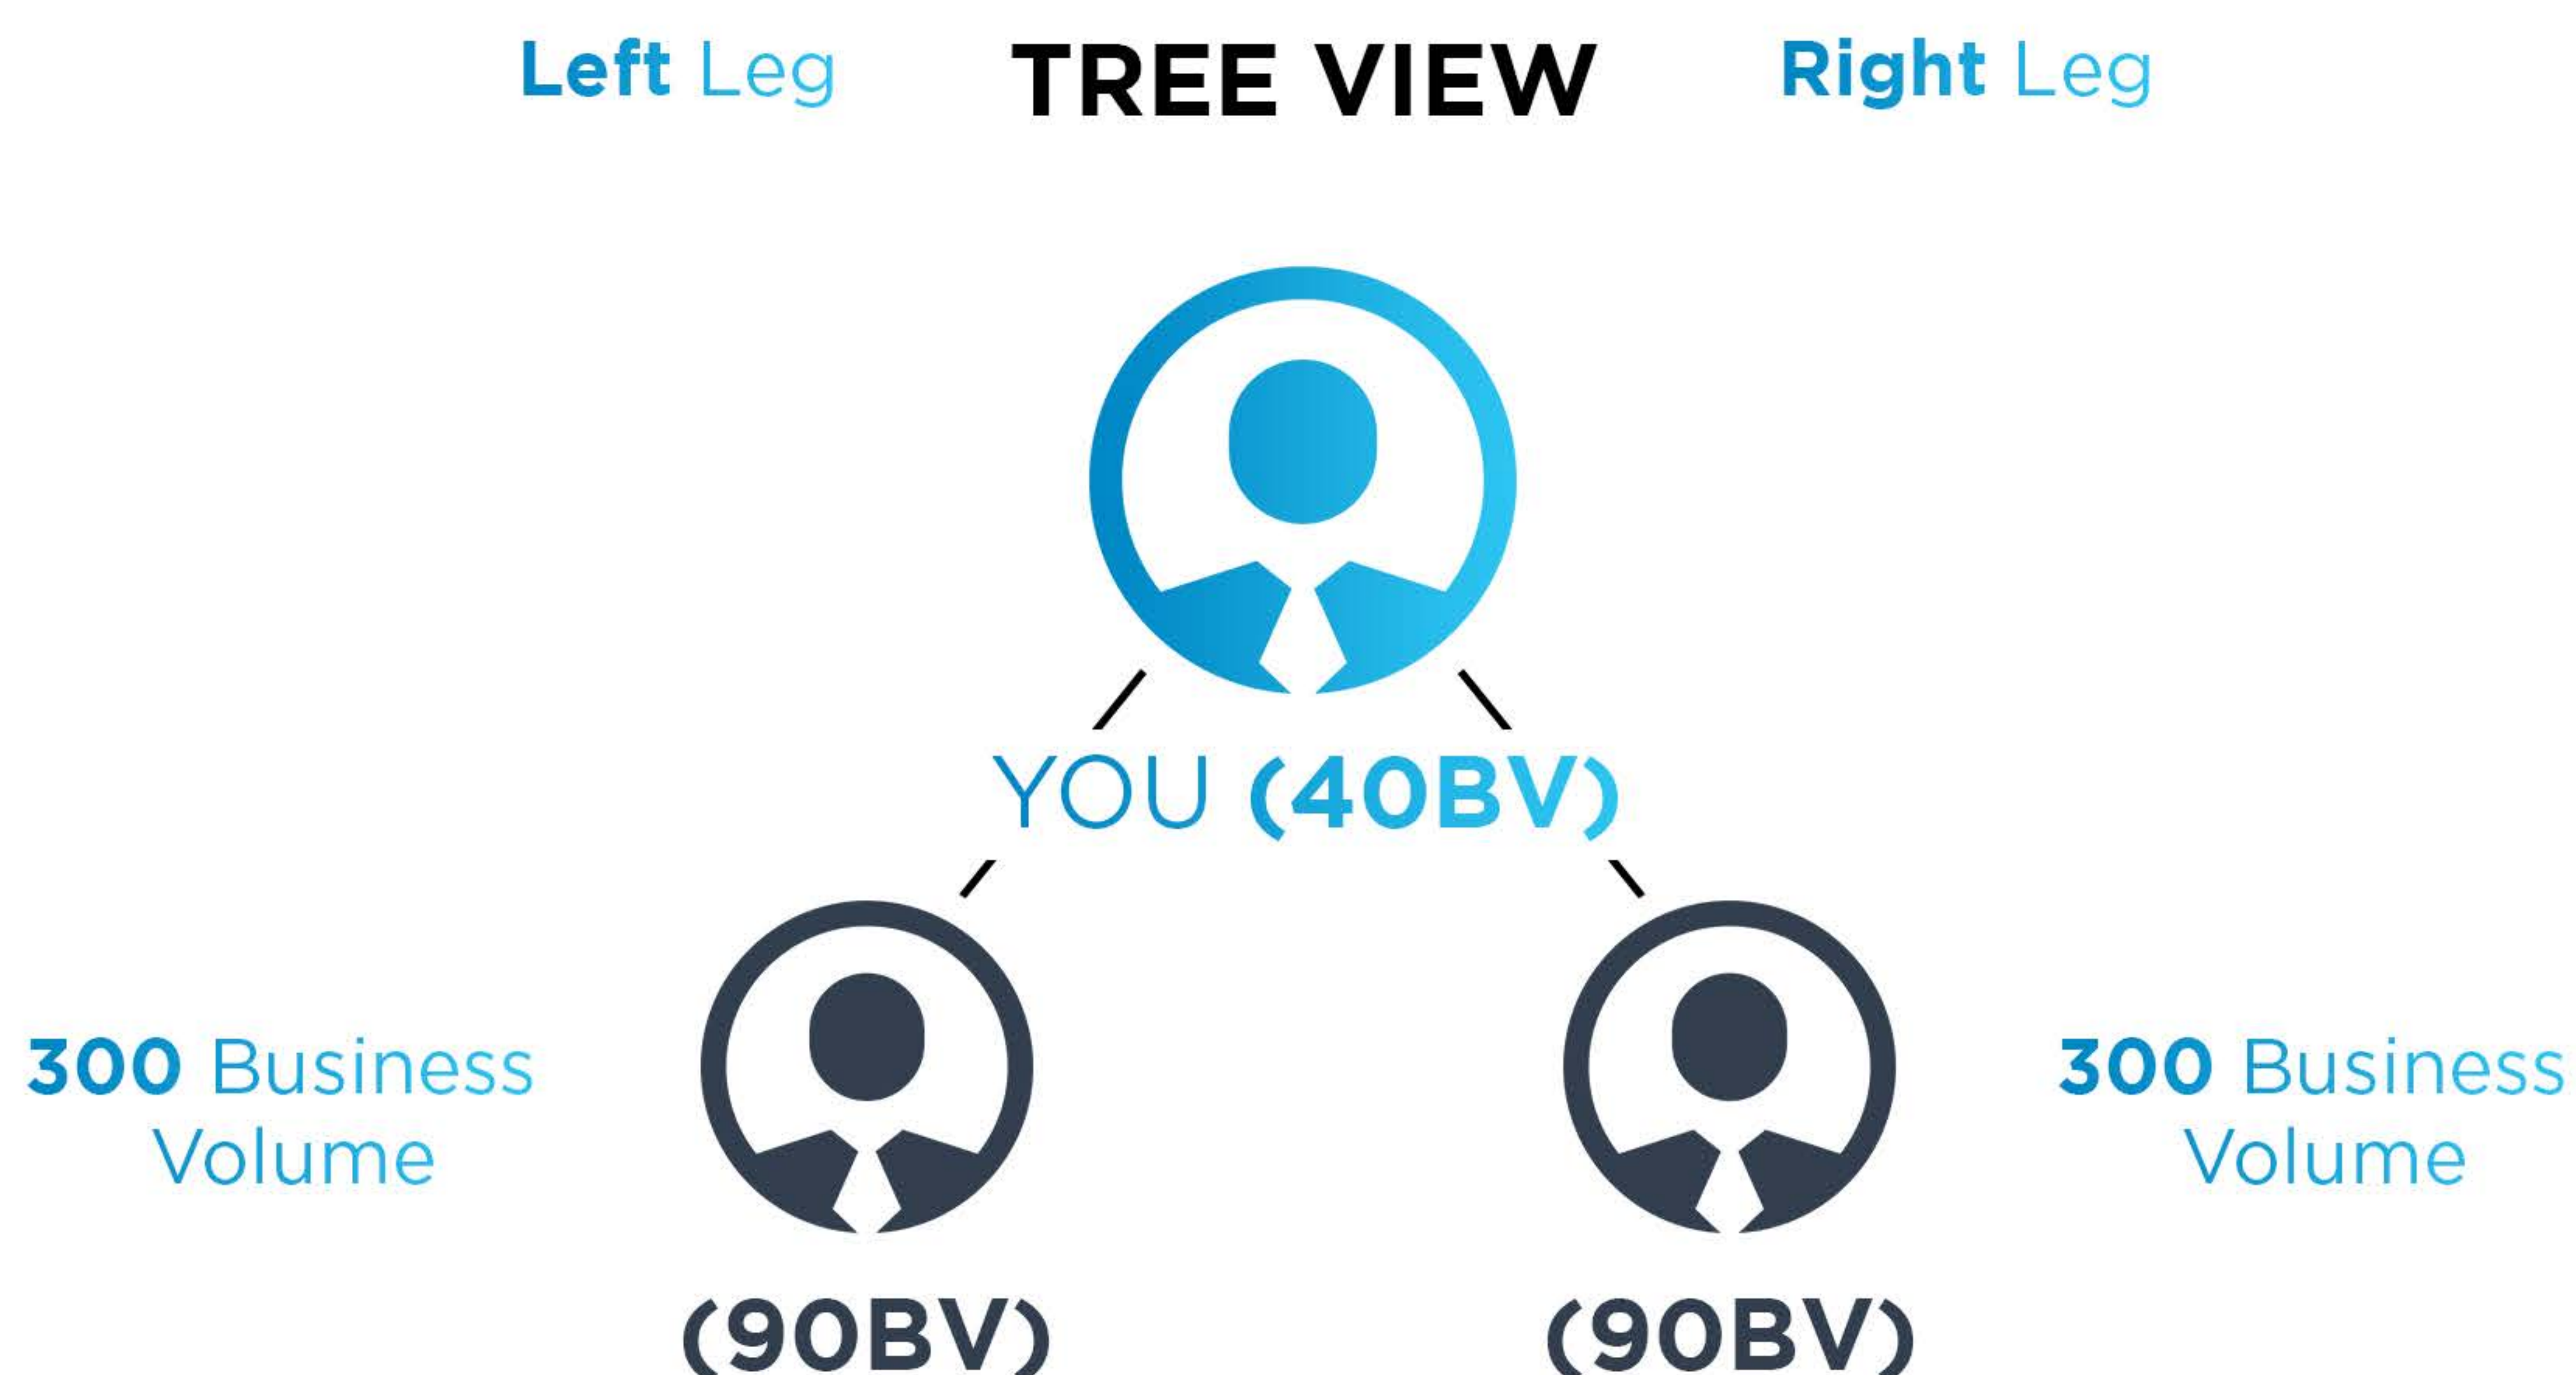 Left Leg
TREE VIEW
Right Leg
YOU (40BV)
300 Business
Volume
300 Business
Volume
(90BV)
(90BV)